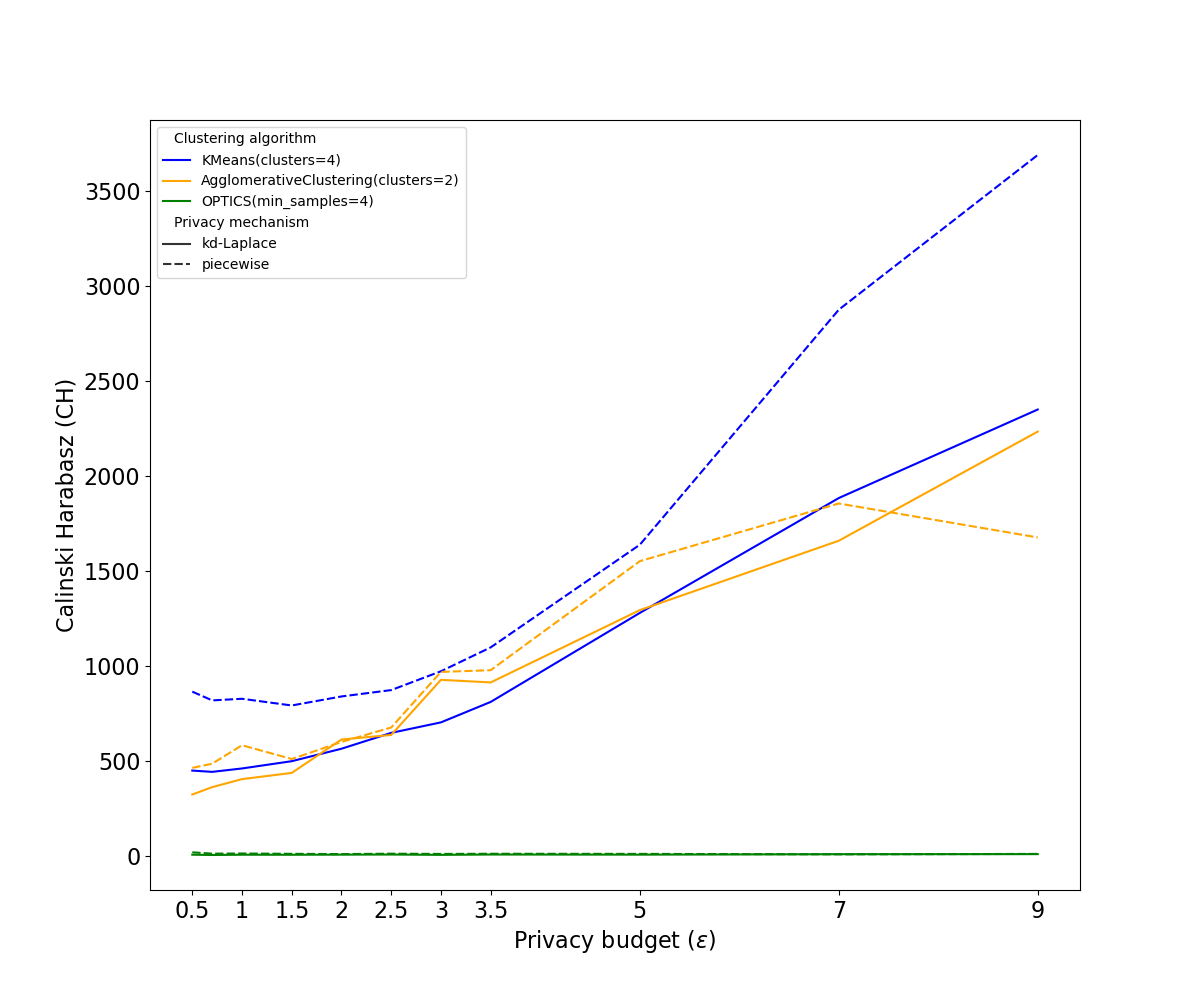 Clustering algorithm
KMeans(clusters=4)
AgglomerativeClustering(clusters=2)
OPTICS(min_samples=4)
Privacy mechanism
kd-Laplace
piecewise
Calinski Harabasz (CH)
3500
3000
2500
2000
1500
1000
500
0
0.5 1 1.5 2 2.5 3 3.5 5 7 9
Privacy budget (ε)